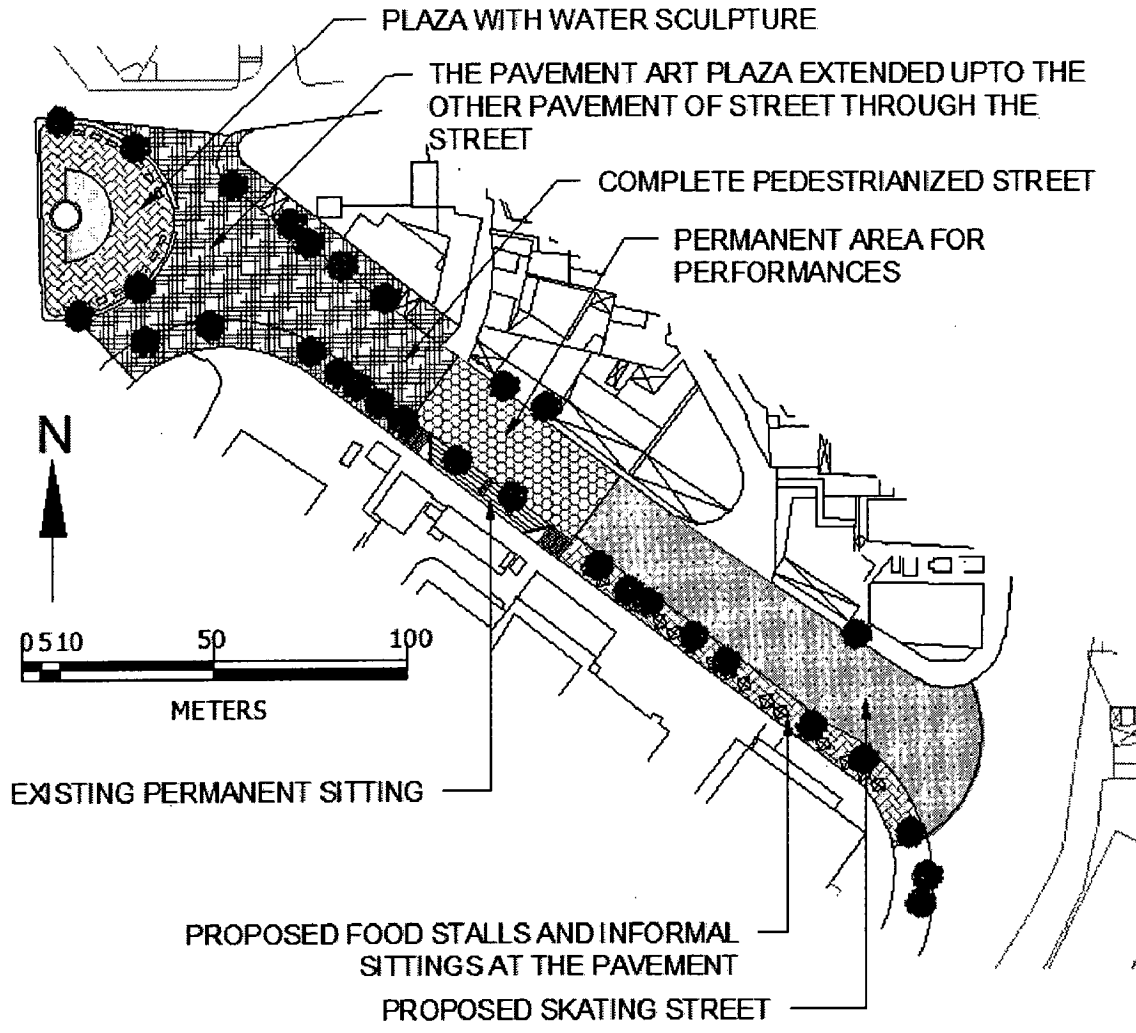 PLAZA WITH WATER SCULPTURE
THE PAVEMENT ART PLAZA EXTENDED UPTO THE
OTHER PAVEMENT OF STREET THROUGH THE
STREET
COMPLETE PEDESTRIANIZED STREET
PERMANENT AREA FOR
PERFORMANCES
N
0 5 10 50 100
METERS
EXISTING PERMANENT SITTING
PROPOSED FOOD STALLS AND INFORMAL
SITTINGS AT THE PAVEMENT
PROPOSED SKATING STREET